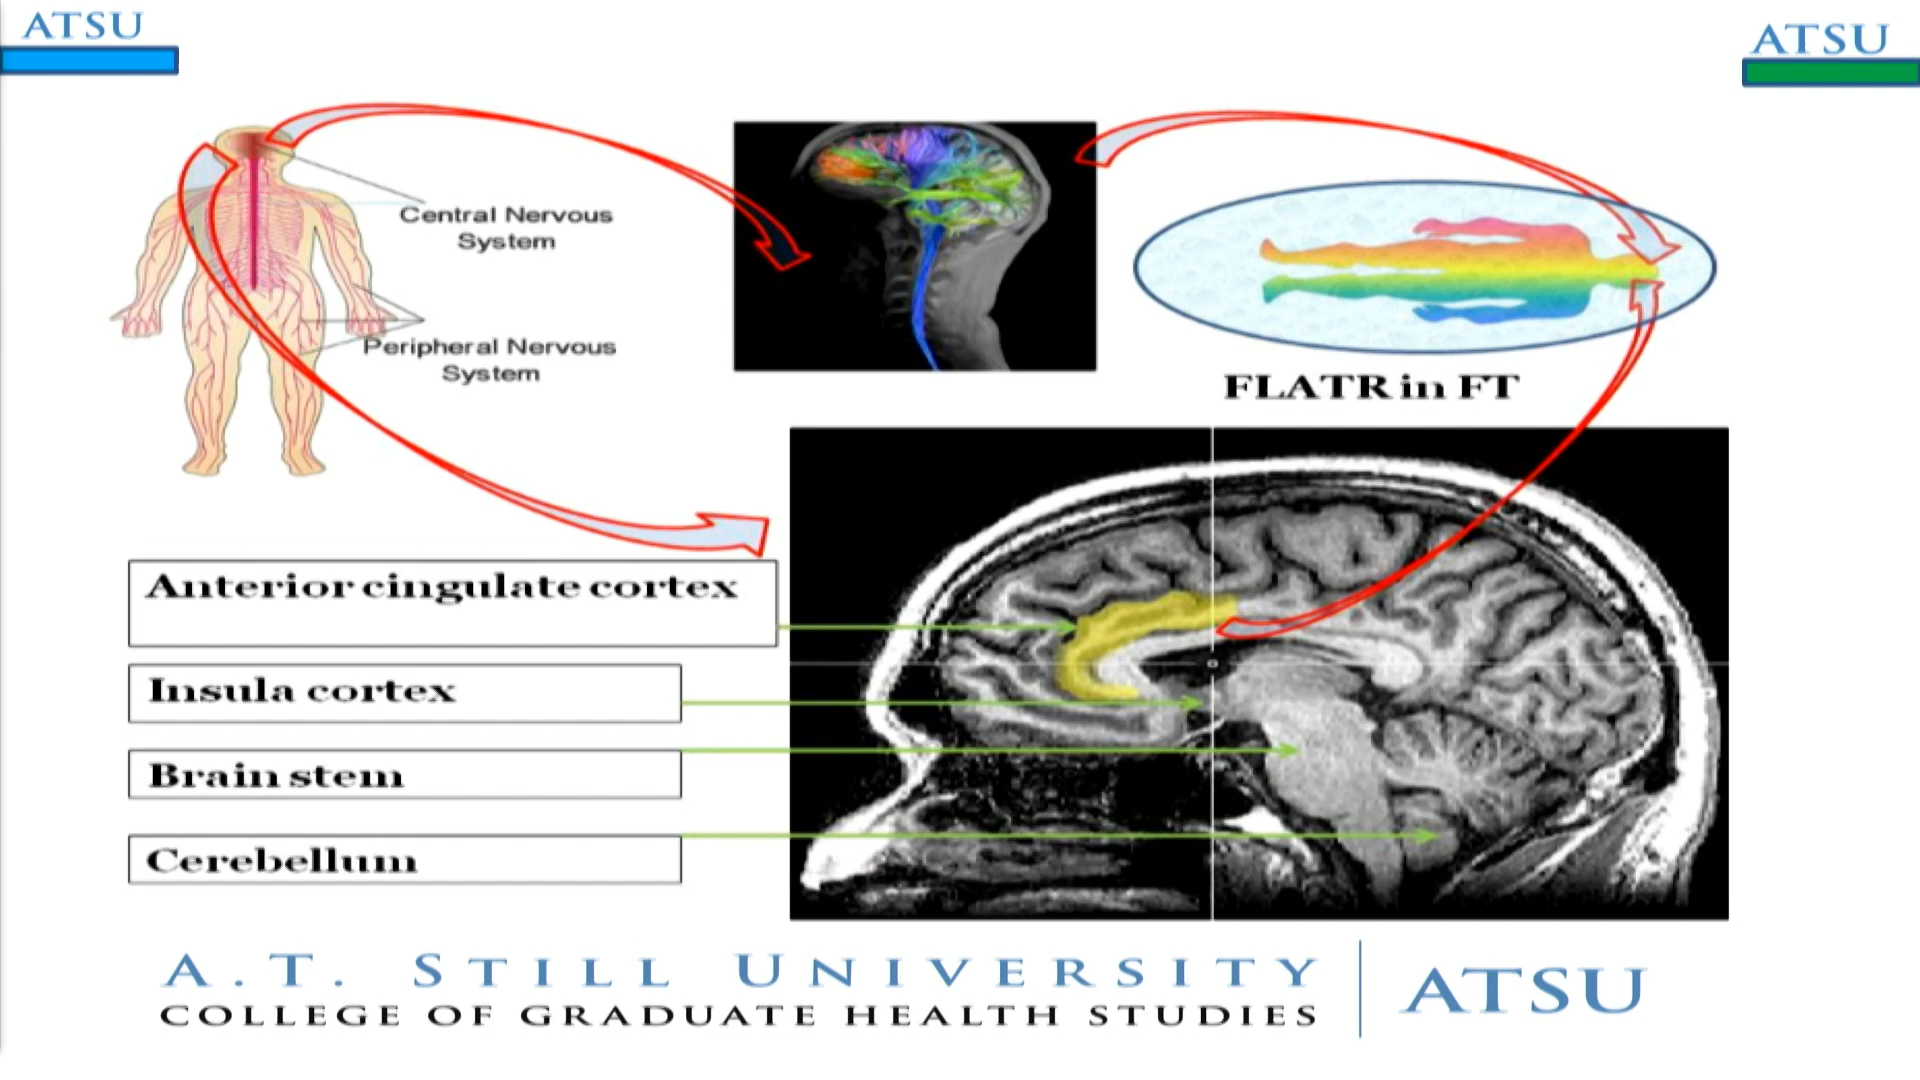 ATSU
ATSU
Central Nervous
System
Peripheral Nervous
System
FLATR in FT
Anterior cingulate cortex
Insula cortex
Brain stem
Cerebellum
A.T. STILL UNIVERSITY
COLLEGE OF GRADUATE HEALTH STUDIES
ATSU